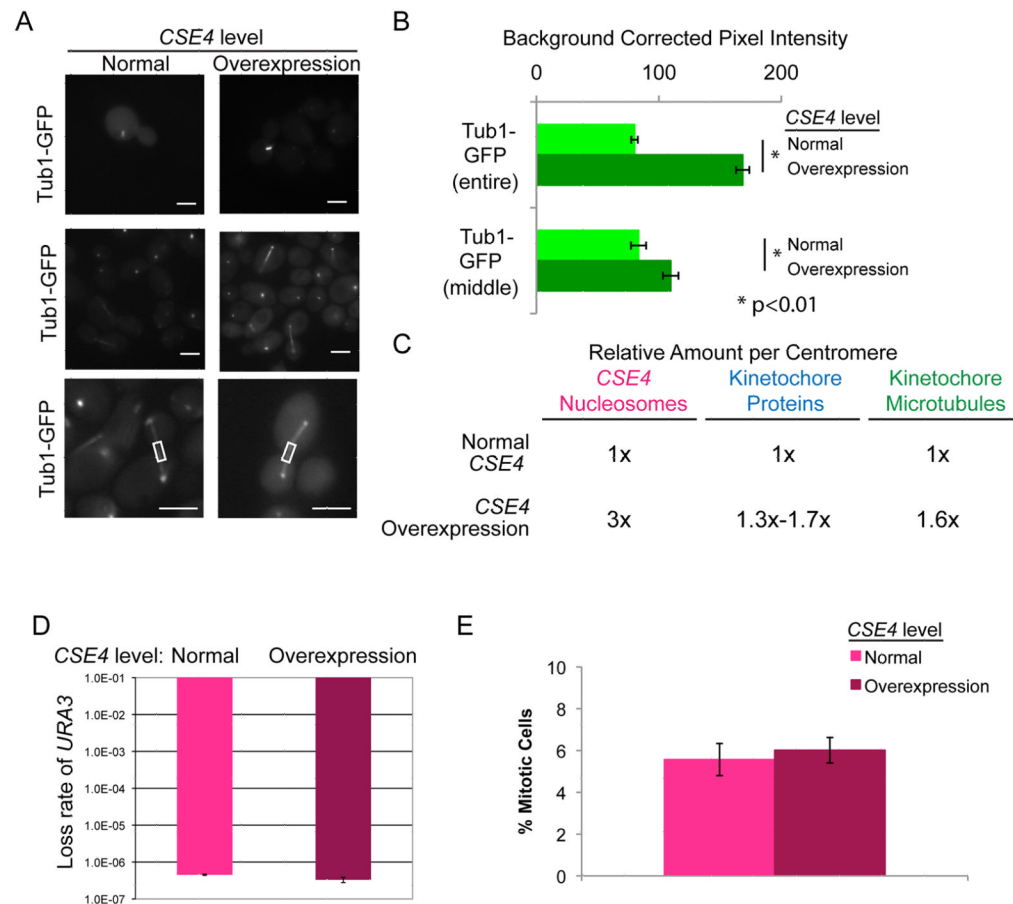 A
CSE4 level
Normal Overexpression
Tub1-GFP
Tub1-GFP
Tub1-GFP
B
Background Corrected Pixel Intensity
0 100 200
Tub1-
GFP
(entire)
CSE4 level
Normal
*
Overexpression
Tub1-
GFP
(middle)
Normal
*
Overexpression
* p<0.01
C
Relative Amount per Centromere
CSE4
Nucleosomes
Kinetochore
Proteins
Kinetochore
Microtubules
Normal
CSE4
1x 1x 1x
CSE4
Overexpression
3x 1.3x-1.7x 1.6x
D
CSE4 level: Normal Overexpression
Loss rate of URA3
1.0E-01
1.0E-02
1.0E-03
1.0E-04
1.0E-05
1.0E-06
1.0E-07
E
CSE4 level
Normal
Overexpression
% Mitotic Cells
10
8
6
4
2
0